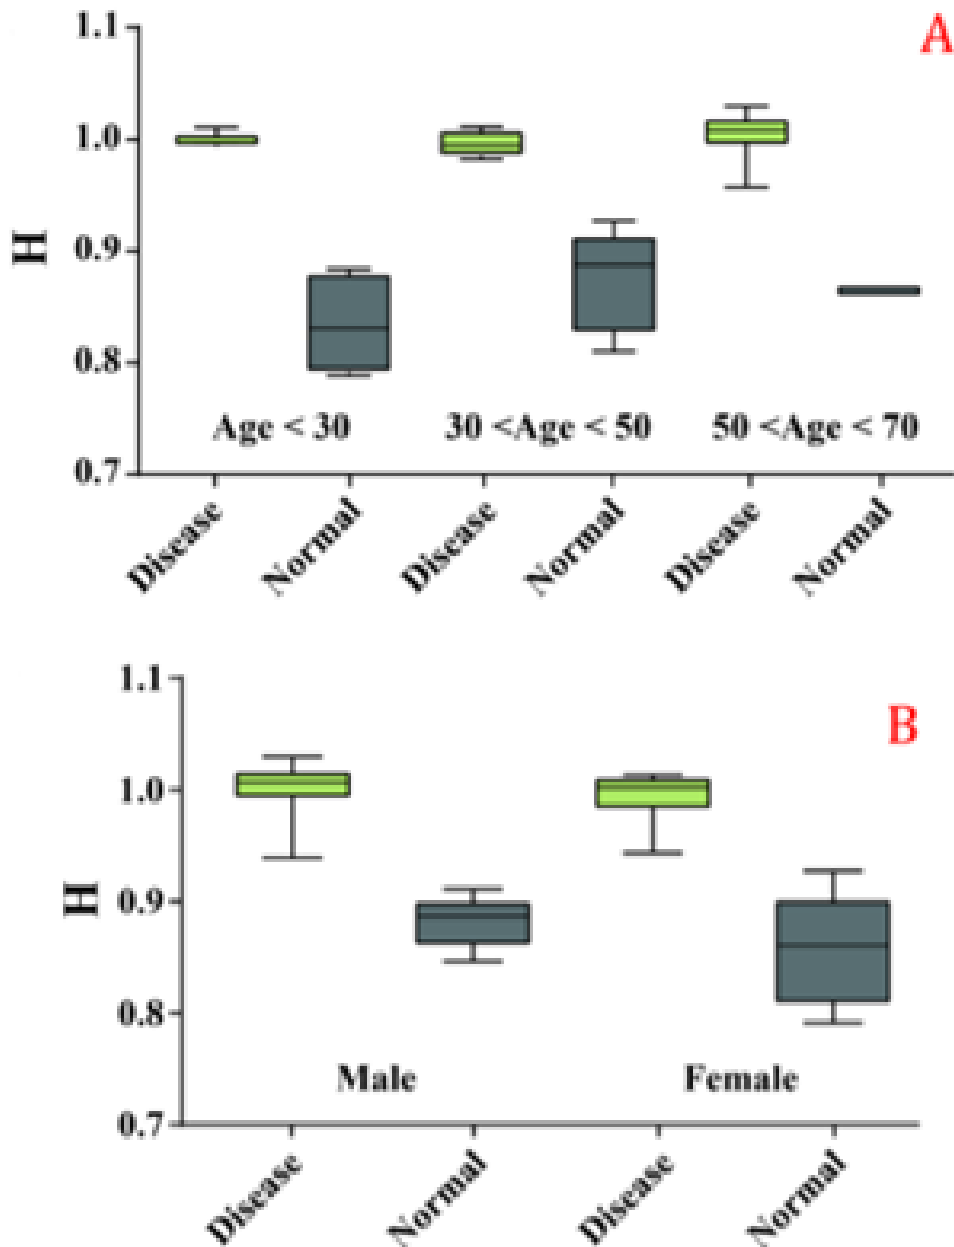 A
1.1
1.0
0.9
0.8
0.7
H
Age < 30
30 <Age < 50
50 <Age < 70
Disease
Normal
Disease
Normal
Disease
Normal
B
1.1
1.0
0.9
0.8
0.7
H
Male
Female
Disease
Normal
Disease
Normal